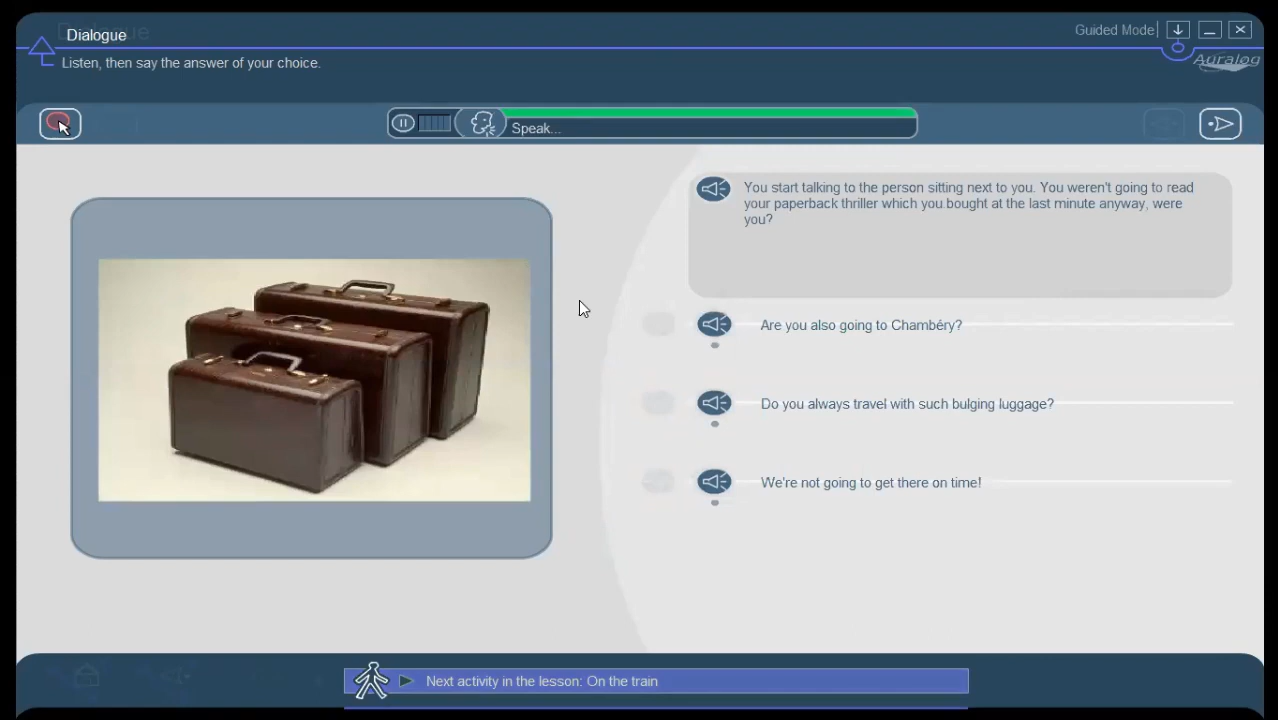 Dialogue
Guided Mode
Listen, then say the answer of your choice.
Auralog
Speak...
You start talking to the person sitting next to you. You weren't going to read
your paperback thriller which you bought at the last minute anyway, were
you?
Are you also going to Chambéry?
Do you always travel with such bulging luggage?
We're not going to get there on time!
Next activity in the lesson: On the train